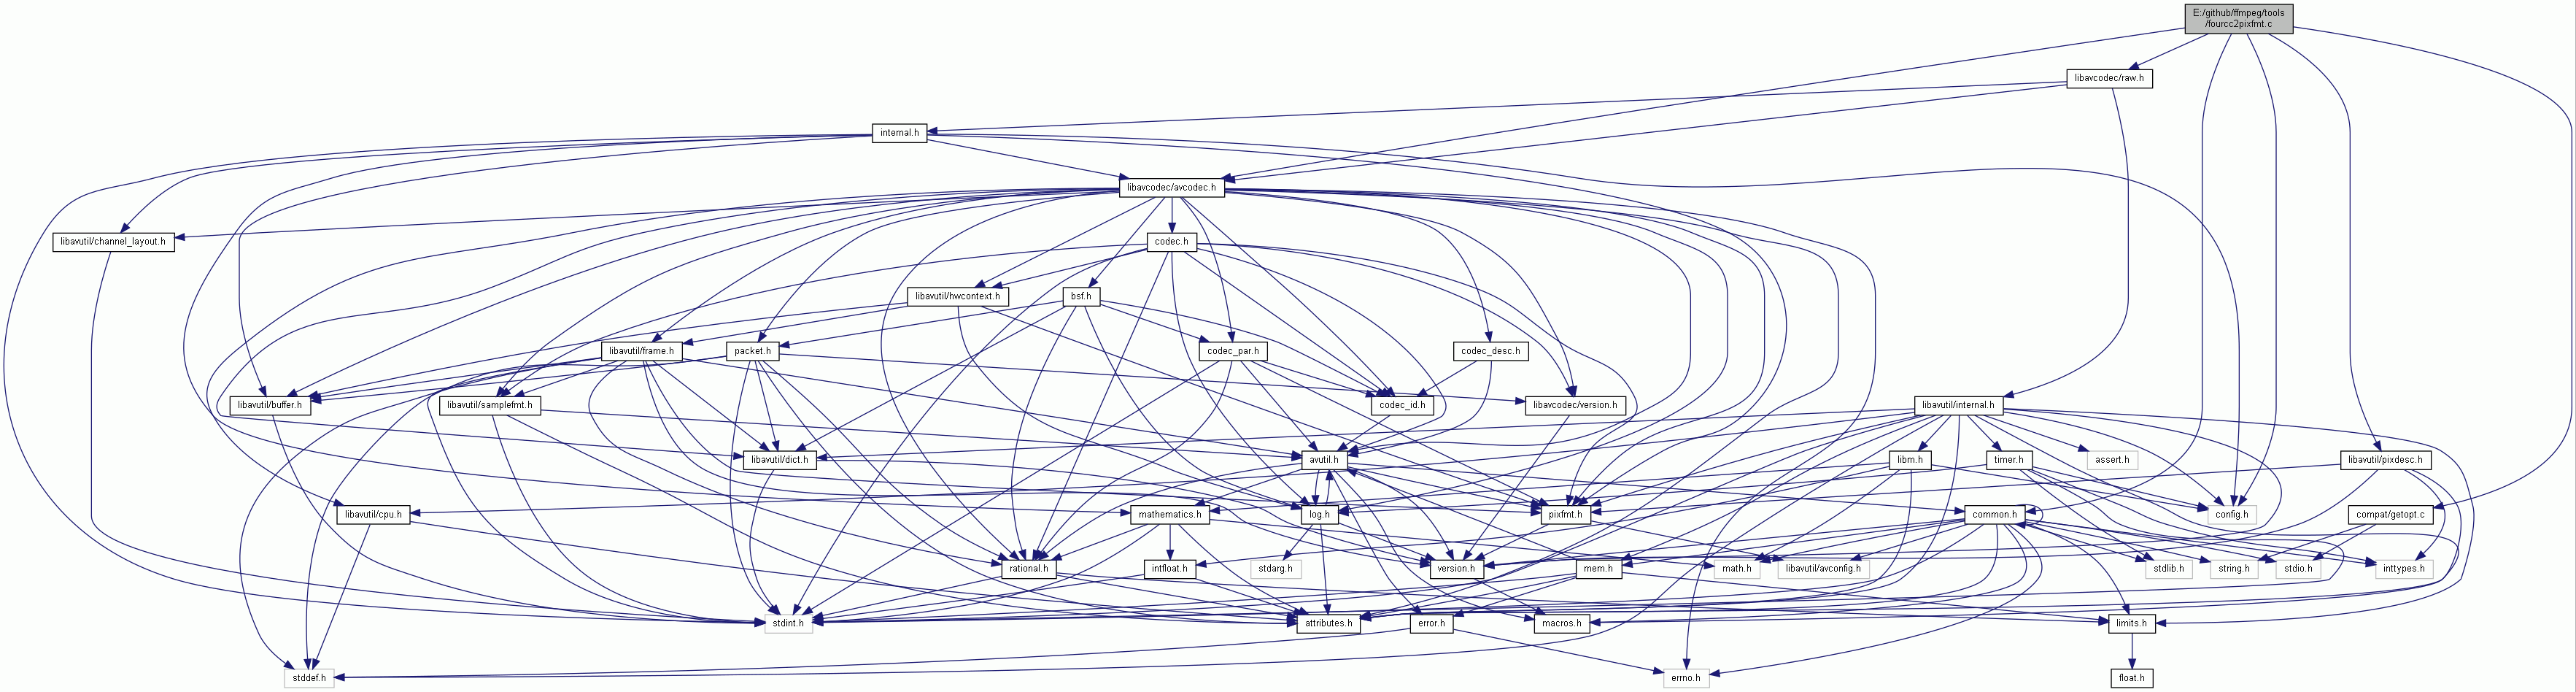 E:/github/ffmpeg/tools
/fourcc2pixfmt.c
libavcodec/raw.h
internal.h
libavcodec/avcodec.h
libavutil/channel_layout.h
codec.h
libavutil/hwcontext.h
bsf.h
libavutil/frame.h
packet.h
codec_par.h
codec_desc.h
libavutil/buffer.h
libavutil/samplefmt.h
codec_id.h
libavcodec/version.h
libavutil/internal.h
libavutil/dict.h
avutil.h
libm.h
timer.h
assert.h
libavutil/pixdesc.h
libavutil/cpu.h
mathematics.h
log.h
pixfmt.h
common.h
config.h
compat/getopt.c
rational.h
intfloat.h
stdarg.h
version.h
mem.h
math.h
libavutil/avconfig.h
stdlib.h
string.h
stdio.h
inttypes.h
stdint.h
attributes.h
error.h
macros.h
limits.h
stddef.h
errno.h
float.h